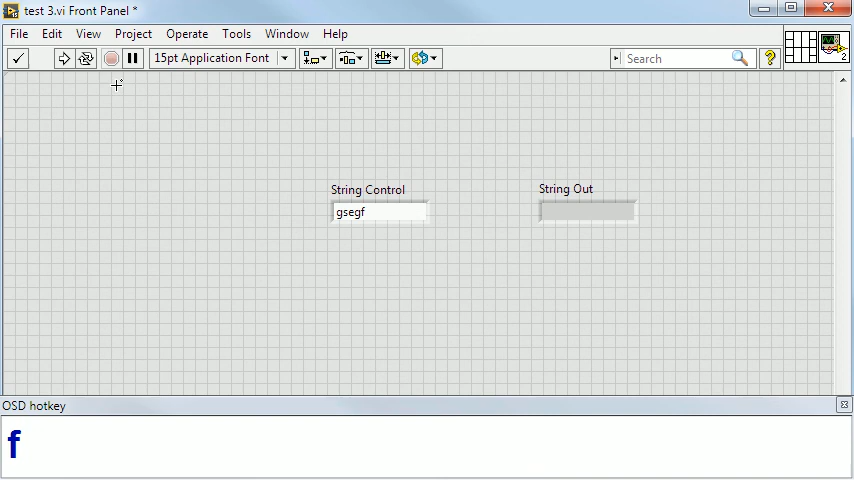 test 3.vi Front Panel *
File Edit View Project Operate Tools Window Help
15pt Application Font Search ? 2
String Control String Out
gsegf
OSD hotkey
f